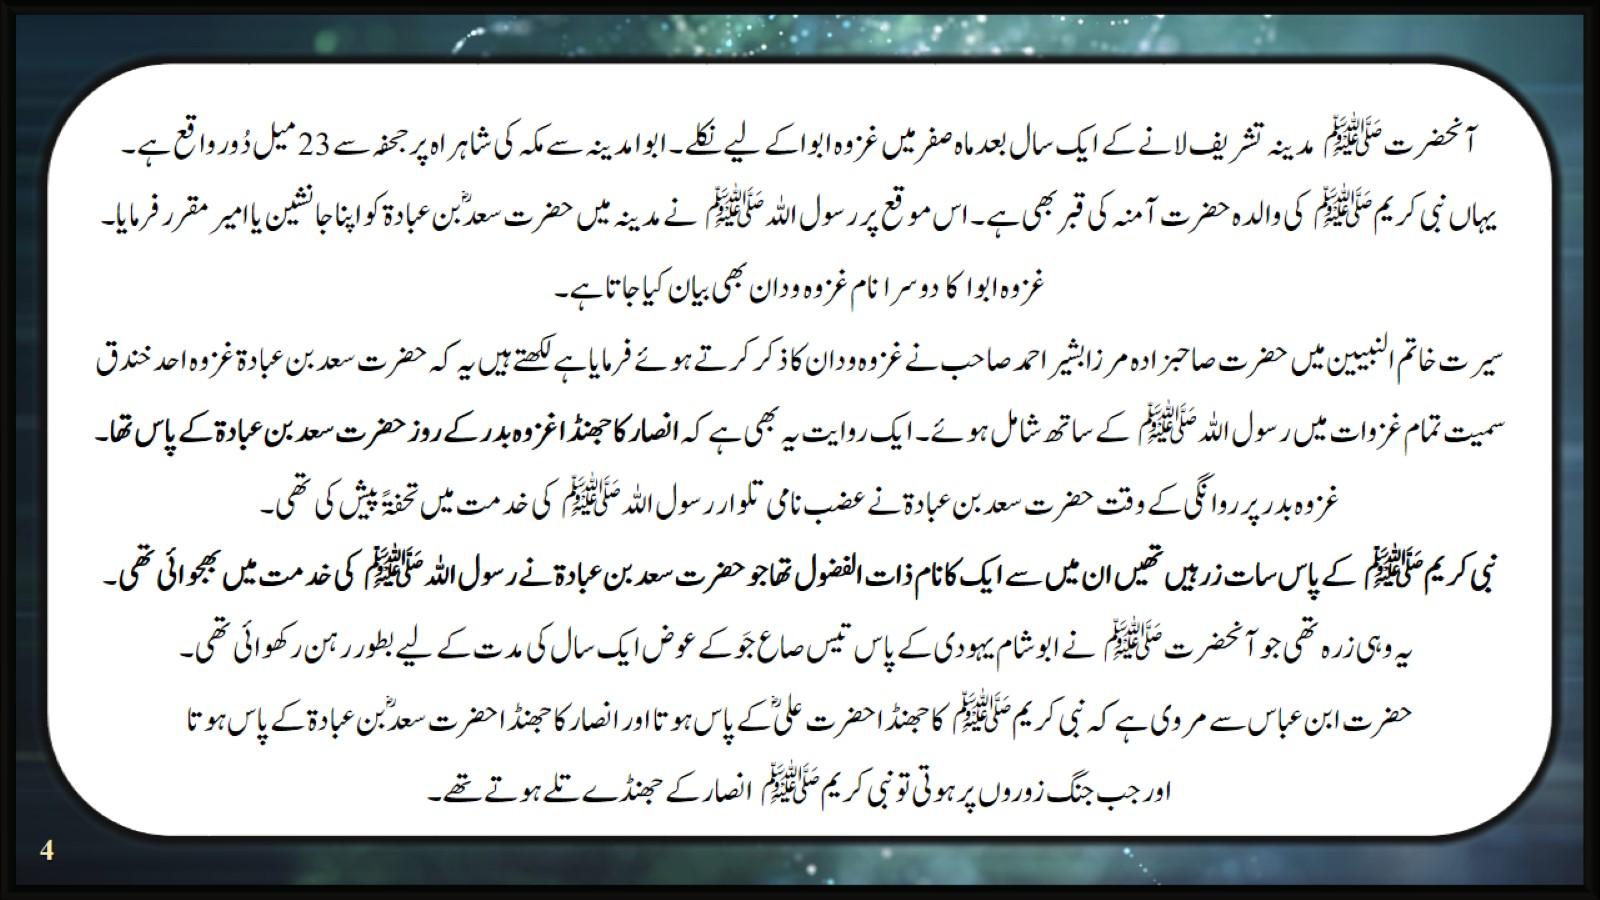 آنحضرت ﷺ مدینہ تشریف لانے کے ایک سال بعد ماہ صفر میں غزوہ ابوا کے لیے نکلے۔ ابوا مدینہ سے مکہ کی شاہراہ پر جحفہ سے 23 میل دُور واقع ہے۔
یہاں نبی کریم ﷺ کی والدہ حضرت آمنہ کی قبر بھی ہے۔ اس موقع پر رسول اللہ ﷺ نے مدینہ میں حضرت سعدؓ بن عبادۃ کو اپنا جانشین یا امیر مقرر فرمایا۔
غزوہ ابوا کا دوسرا نام غزوہ ودان بھی بیان کیا جاتا ہے۔
سیرت خاتم النبیین میں حضرت صاحبزادہ مرزا بشیر احمد صاحب نے غزوہ ودان کا ذکر کرتے ہوئے فرمایا ہے لکھتے ہیں یہ کہ حضرت سعد بن عبادۃ غزوہ احد خندق
سمیت تمام غزوات میں رسول اللہ ﷺ کے ساتھ شامل ہوئے۔ ایک روایت یہ بھی ہے کہ انصار کا جھنڈا غزوہ بدر کے روز حضرت سعد بن عبادۃ کے پاس تھا۔
غزوہ بدر پر روانگی کے وقت حضرت سعد بن عبادۃ نے عضب نامی تلوار رسول اللہ ﷺ کی خدمت میں تحفۃً پیش کی تھی۔
نبی کریم ﷺ کے پاس سات زرہیں تھیں ان میں سے ایک کا نام ذات الفضول تھا جو حضرت سعد بن عبادۃ نے رسول اللہ ﷺ کی خدمت میں بھجوائی تھی۔
یہ وہی زرہ تھی جو آنحضرت ﷺ نے ابو شام یہودی کے پاس تیس صاع جَو کے عوض ایک سال کی مدت کے لیے بطور رہن رکھوائی تھی۔
حضرت ابن عباس سے مروی ہے کہ نبی کریم ﷺ کا جھنڈا حضرت علیؓ کے پاس ہوتا اور انصار کا جھنڈا حضرت سعدؓ بن عبادۃ کے پاس ہوتا
اور جب جنگ زوروں پر ہوتی تو نبی کریم ﷺ انصار کے جھنڈے تلے ہوتے تھے۔
4